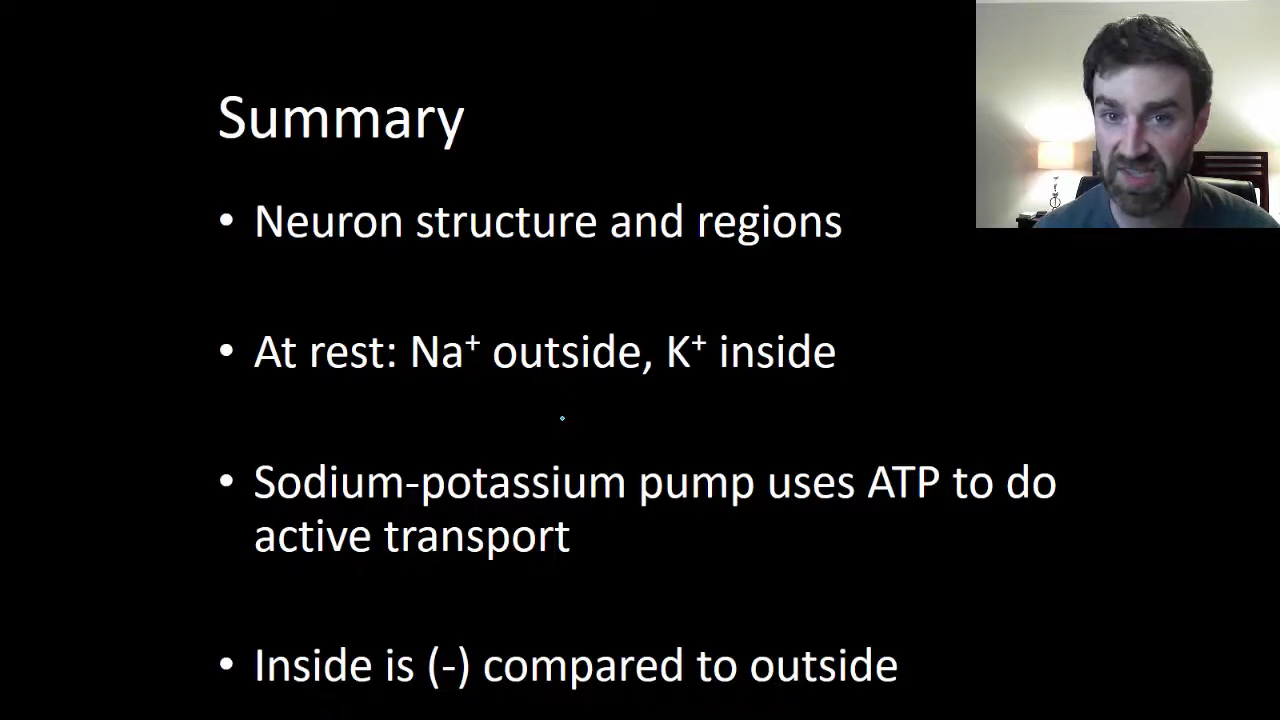 Summary
• Neuron structure and regions
• At rest: Na⁺ outside, K⁺ inside
• Sodium-potassium pump uses ATP to do
active transport
• Inside is (-) compared to outside